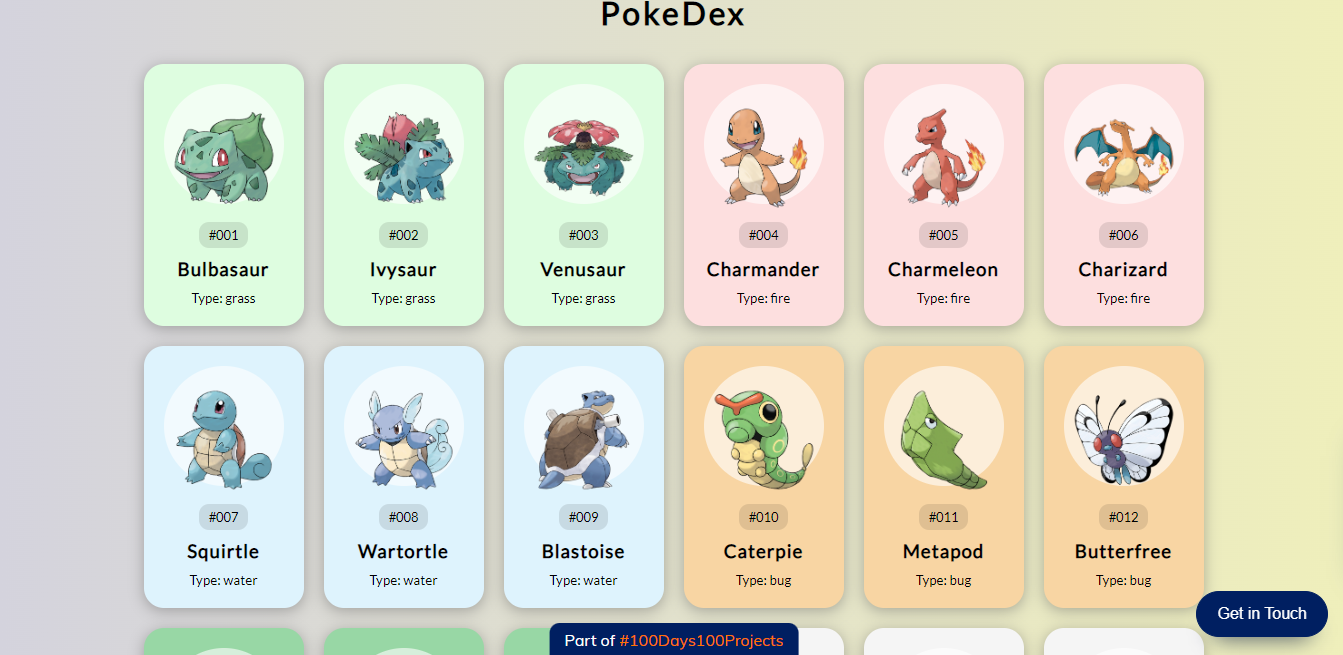 PokeDex
#001
Bulbasaur
Type: grass
#002
Ivysaur
Type: grass
#003
Venusaur
Type: grass
#004
Charmander
Type: fire
#005
Charmeleon
Type: fire
#006
Charizard
Type: fire
#007
Squirtle
Type: water
#008
Wartortle
Type: water
#009
Blastoise
Type: water
#010
Caterpie
Type: bug
#011
Metapod
Type: bug
#012
Butterfree
Type: bug
Get in Touch
Part of #100Days100Projects